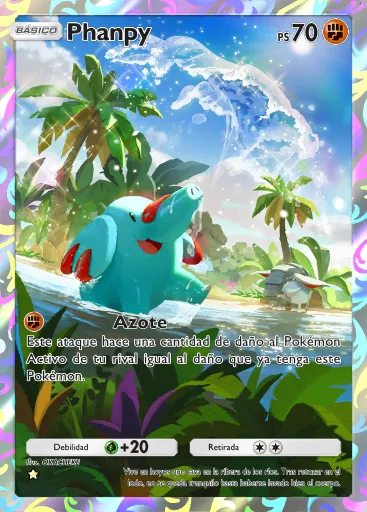 BÁSICO Phanpy PS 70
Azote
Este ataque hace una cantidad de daño al Pokémon
Activo de tu rival igual al daño que ya tenga este
Pokémon.
Debilidad +20 Retirada
Ilus. OKACHEKE
Vive en hoyos que cava en la ribera de los ríos. Tras retozar en el
lodo, no se queda tranquilo hasta haberse lavado bien el cuerpo.